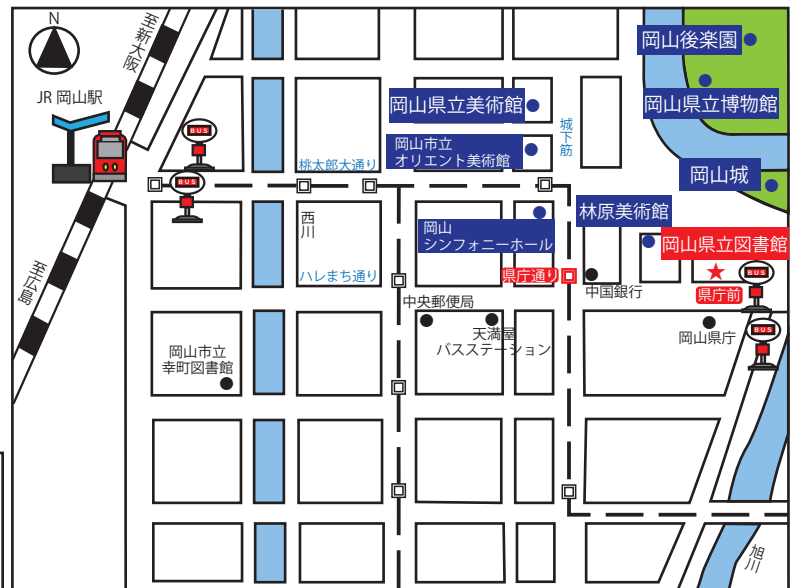 N
至新大阪
JR 岡山駅
BUS
BUS
岡山後楽園
岡山県立博物館
岡山県立美術館
岡山市立
オリエント美術館
城下筋
桃太郎大通り
岡山城
林原美術館
岡山
シンフォニーホール
西川
ハレまち通り
県庁通り
中国銀行
岡山県立図書館
県庁前
BUS
BUS
至広島
中央郵便局
天満屋
バスステーション
岡山県庁
岡山市立
幸町図書館
旭川